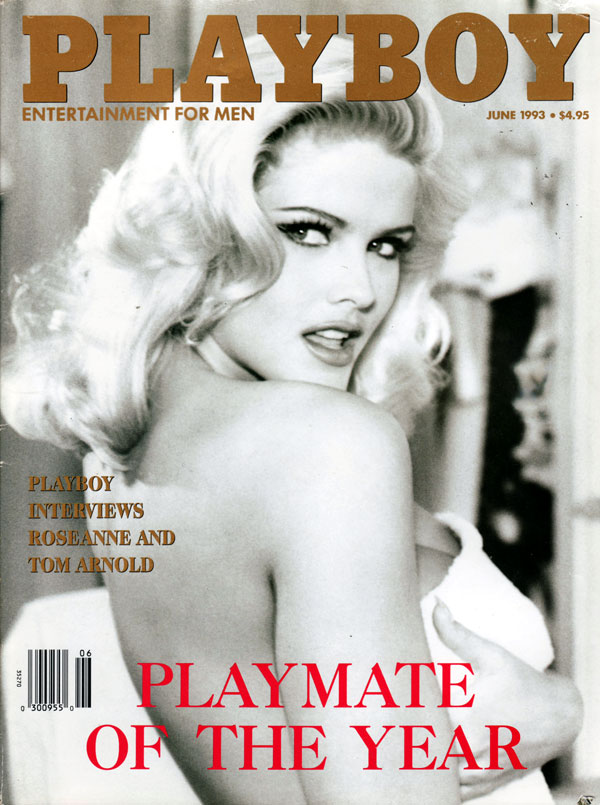 PLAYBOY
ENTERTAINMENT FOR MEN
JUNE 1993 • $4.95
PLAYBOY
INTERVIEWS
ROSEANNE AND
TOM ARNOLD
06
35270
0 300955 0
PLAYMATE
OF THE YEAR